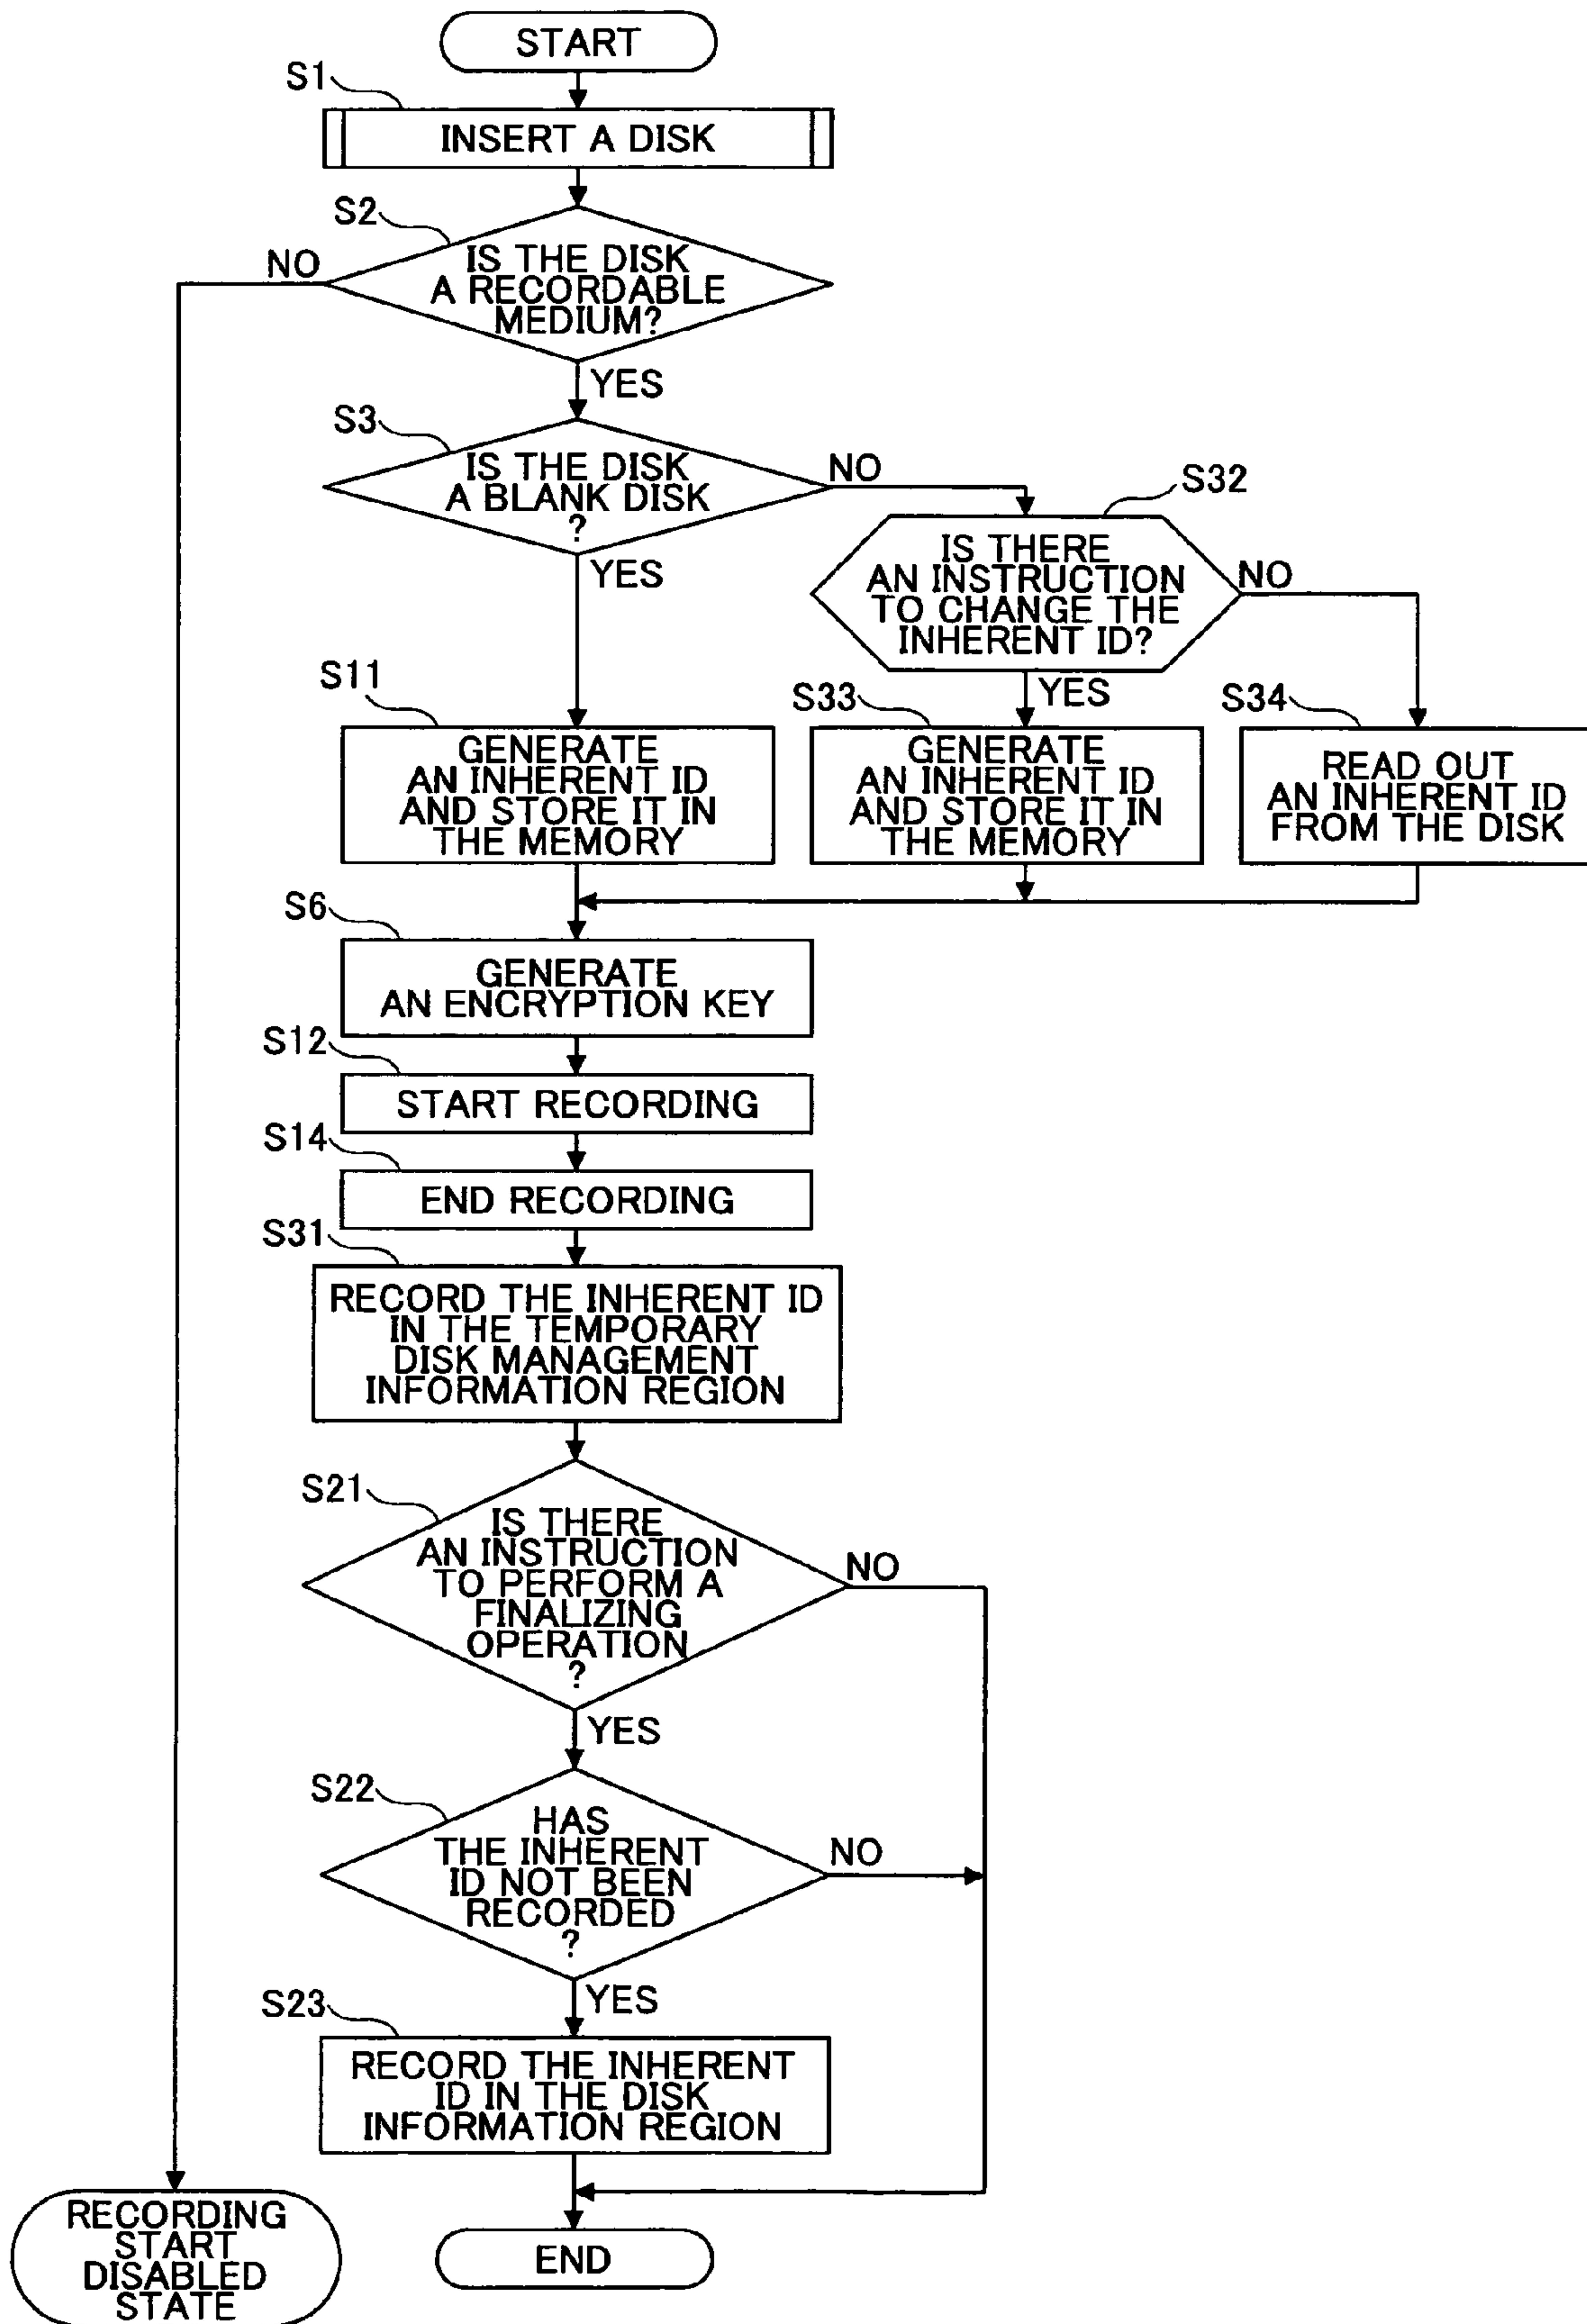 START
S1
INSERT A DISK
S2
IS THE DISK
A RECORDABLE
MEDIUM?
NO
YES
S3
IS THE DISK
A BLANK DISK
?
NO
YES
S32
IS THERE
AN INSTRUCTION
TO CHANGE THE
INHERENT ID?
NO
YES
S11
GENERATE
AN INHERENT ID
AND STORE IT IN
THE MEMORY
S33
GENERATE
AN INHERENT ID
AND STORE IT IN
THE MEMORY
S34
READ OUT
AN INHERENT ID
FROM THE DISK
S6
GENERATE
AN ENCRYPTION KEY
S12
START RECORDING
S14
END RECORDING
S31
RECORD THE INHERENT ID
IN THE TEMPORARY
DISK MANAGEMENT
INFORMATION REGION
S21
IS THERE
AN INSTRUCTION
TO PERFORM A
FINALIZING
OPERATION
?
NO
YES
S22
HAS
THE INHERENT
ID NOT BEEN
RECORDED
?
NO
YES
S23
RECORD THE INHERENT
ID IN THE DISK
INFORMATION REGION
RECORDING
START
DISABLED
STATE
END